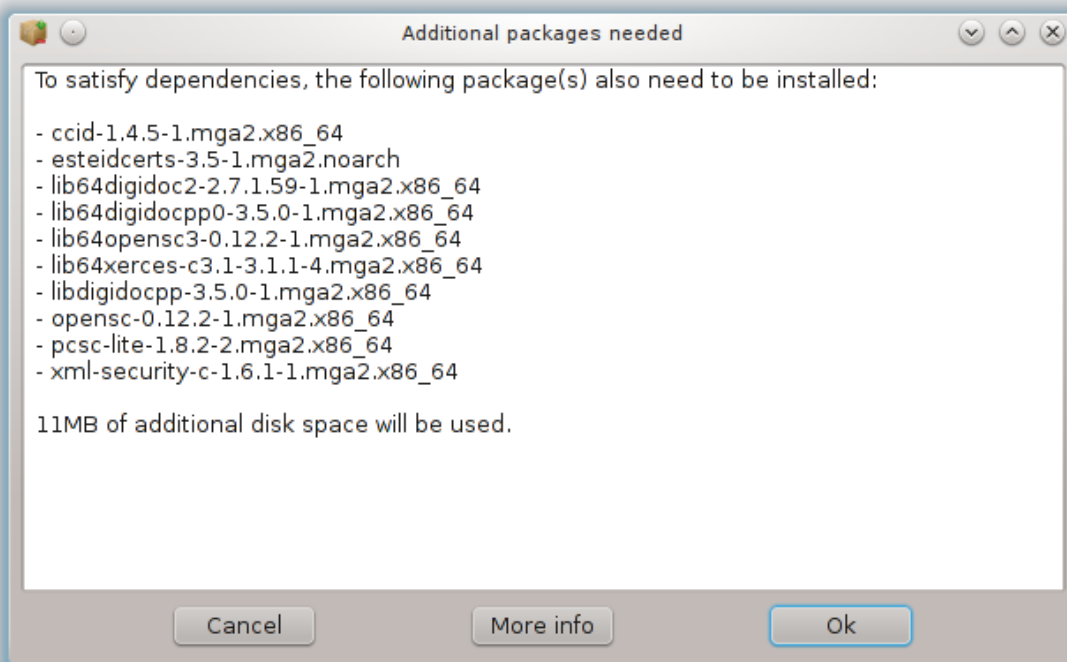 Additional packages needed
To satisfy dependencies, the following package(s) also need to be installed:
- ccid-1.4.5-1.mga2.x86_64
- esteidcerts-3.5-1.mga2.noarch
- lib64digidoc2-2.7.1.59-1.mga2.x86_64
- lib64digidocpp0-3.5.0-1.mga2.x86_64
- lib64opensc3-0.12.2-1.mga2.x86_64
- lib64xerces-c3.1-3.1.1-4.mga2.x86_64
- libdigidocpp-3.5.0-1.mga2.x86_64
- opensc-0.12.2-1.mga2.x86_64
- pcsc-lite-1.8.2-2.mga2.x86_64
- xml-security-c-1.6.1-1.mga2.x86_64
11MB of additional disk space will be used.
Cancel More info Ok